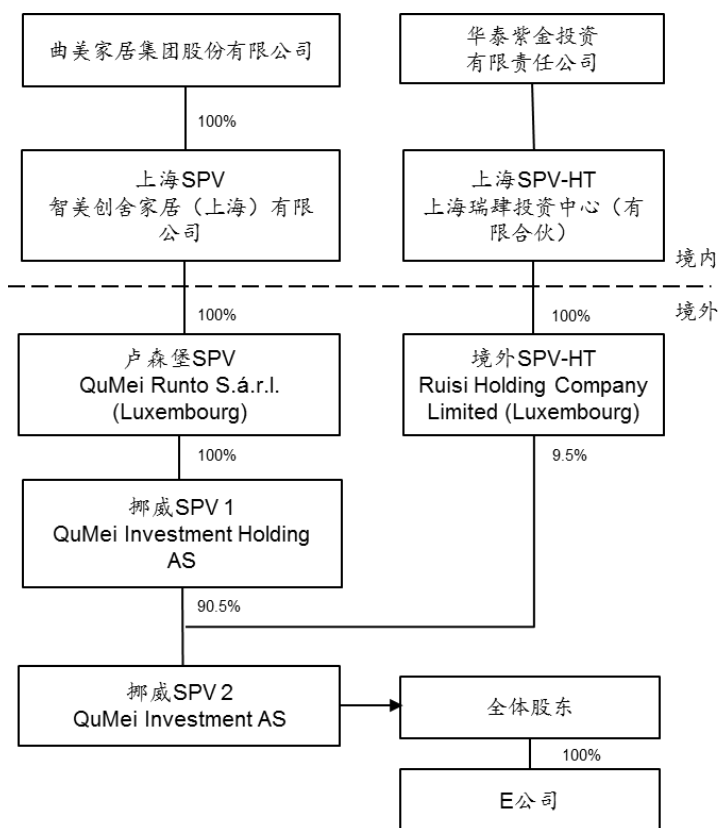 曲美家居集团股份有限公司
华泰紫金投资
有限责任公司
100%
上海SPV
智美创舍家居（上海）有限
公司
上海SPV-HT
上海瑞肆投资中心（有
限合伙）
境内
境外
100%
100%
卢森堡SPV
QuMei Runto S.á.r.l.
(Luxembourg)
境外SPV-HT
Ruisi Holding Company
Limited (Luxembourg)
100%
9.5%
挪威SPV 1
QuMei Investment Holding
AS
90.5%
挪威SPV 2
QuMei Investment AS
全体股东
100%
E公司